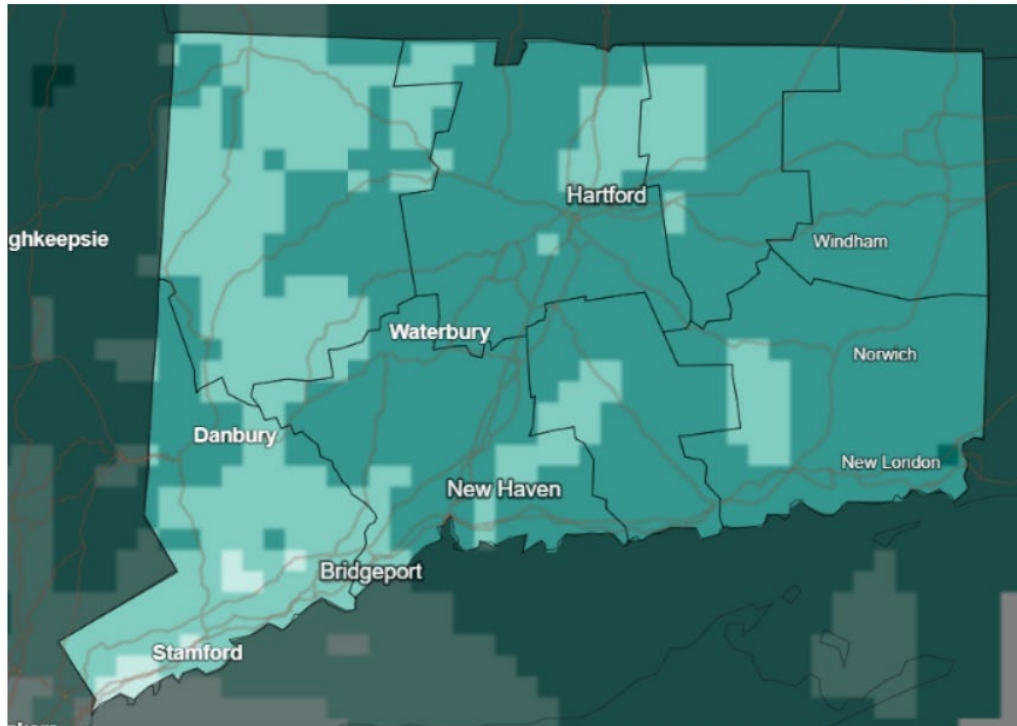 Hartford
ghkeepsie
Windham
Waterbury
Norwich
Danbury
New London
New Haven
Bridgeport
Stamford